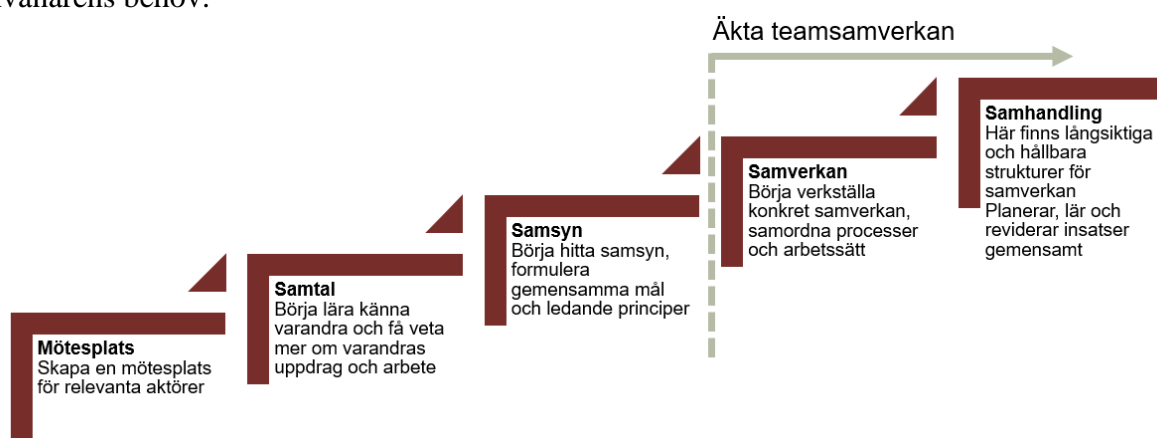 behov.
Äkta teamsamverkan
Mötesplats
Skapa en mötesplats
för relevanta aktörer
Samtal
Börja lära känna
varandra och få veta
mer om varandras
uppdrag och arbete
Samsyn
Börja hitta samsyn,
formulera
gemensamma mål
och ledande principer
Samverkan
Börja verkställa
konkret samverkan,
samordna processer
och arbetssätt
Samhandling
Här finns långsiktiga
och hållbara
strukturer för
samverkan
Planerar, lär och
reviderar insatser
gemensamt